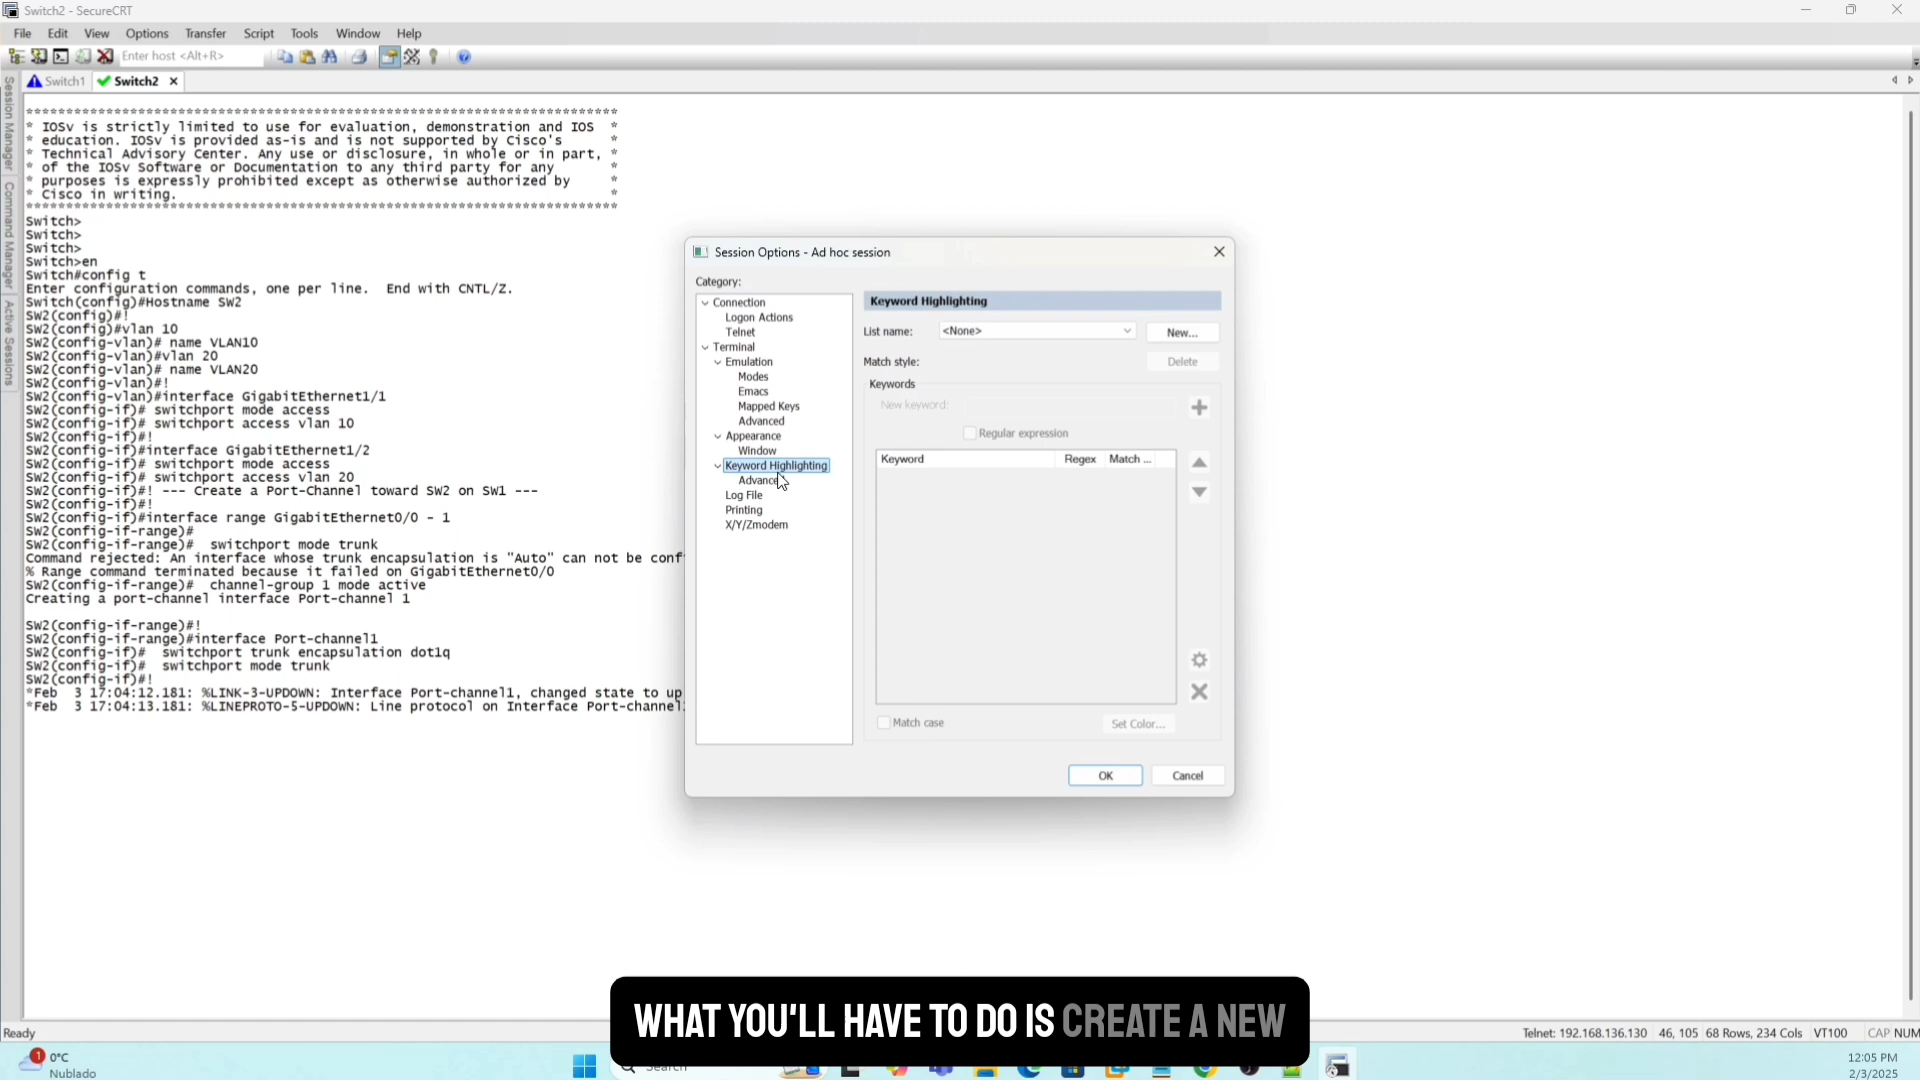 Switch2 - SecureCRT
File Edit View Options Transfer Script Tools Window Help
Enter host <Alt+R>
Switch1 Switch2
Session Manager
Command Manager
Active Sessions
******************************************************************************
* IOSv is strictly limited to use for evaluation, demonstration and IOS *
* education. IOSv is provided as-is and is not supported by Cisco's *
* Technical Advisory Center. Any use or disclosure, in whole or in part, *
* of the IOSv Software or Documentation to any third party for any *
* purposes is expressly prohibited except as otherwise authorized by *
* Cisco in writing. *
******************************************************************************
Switch>
Switch>
Switch>
Switch>en
Switch#config t
Enter configuration commands, one per line. End with CNTL/Z.
Switch(config)#Hostname SW2
SW2(config)#!
SW2(config)#vlan 10
SW2(config-vlan)# name VLAN10
SW2(config-vlan)#vlan 20
SW2(config-vlan)# name VLAN20
SW2(config-vlan)#!
SW2(config-vlan)#interface GigabitEthernet1/1
SW2(config-if)# switchport mode access
SW2(config-if)# switchport access vlan 10
SW2(config-if)#!
SW2(config-if)#interface GigabitEthernet1/2
SW2(config-if)# switchport mode access
SW2(config-if)# switchport access vlan 20
SW2(config-if)#! --- Create a Port-Channel toward SW2 on SW1 ---
SW2(config-if)#!
SW2(config-if)#interface range GigabitEthernet0/0 - 1
SW2(config-if-range)#
SW2(config-if-range)# switchport mode trunk
Command rejected: An interface whose trunk encapsulation is "Auto" can not be conf
% Range command terminated because it failed on GigabitEthernet0/0
SW2(config-if-range)# channel-group 1 mode active
Creating a port-channel interface Port-channel 1
SW2(config-if-range)#!
SW2(config-if-range)#interface Port-channel1
SW2(config-if)# switchport trunk encapsulation dot1q
SW2(config-if)# switchport mode trunk
SW2(config-if)#!
*Feb 3 17:04:12.181: %LINK-3-UPDOWN: Interface Port-channel1, changed state to up
*Feb 3 17:04:13.181: %LINEPROTO-5-UPDOWN: Line protocol on Interface Port-channel
Session Options - Ad hoc session
Category:
Connection
Logon Actions
Telnet
Terminal
Emulation
Modes
Emacs
Mapped Keys
Advanced
Appearance
Window
Keyword Highlighting
Advance
Log File
Printing
X/Y/Zmodem
Keyword Highlighting
List name: <None> New...
Match style: Delete
Keywords
New keyword:
Regular expression
Keyword Regex Match ...
Match case Set Color...
OK Cancel
WHAT YOU'LL HAVE TO DO IS CREATE A NEW
Ready
Telnet: 192.168.136.130 46, 105 68 Rows, 234 Cols VT100 CAP NUM
1 0°C
Nublado
Search
12:05 PM
2/3/2025